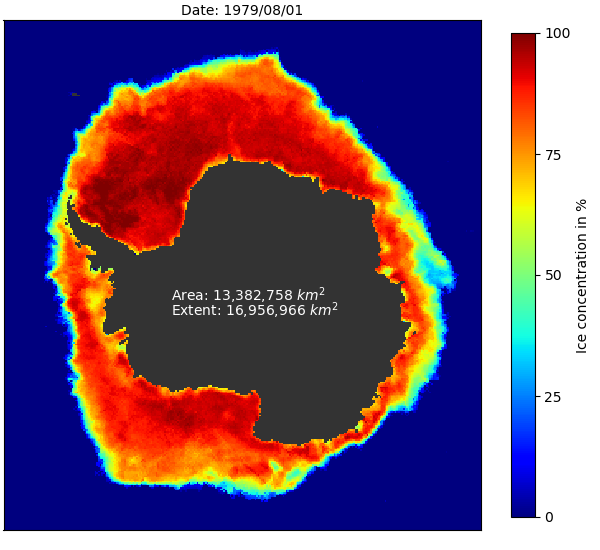 Date: 1979/08/01
Area: 13,382,758 km²
Extent: 16,956,966 km²
100
75
50
25
0
Ice concentration in %